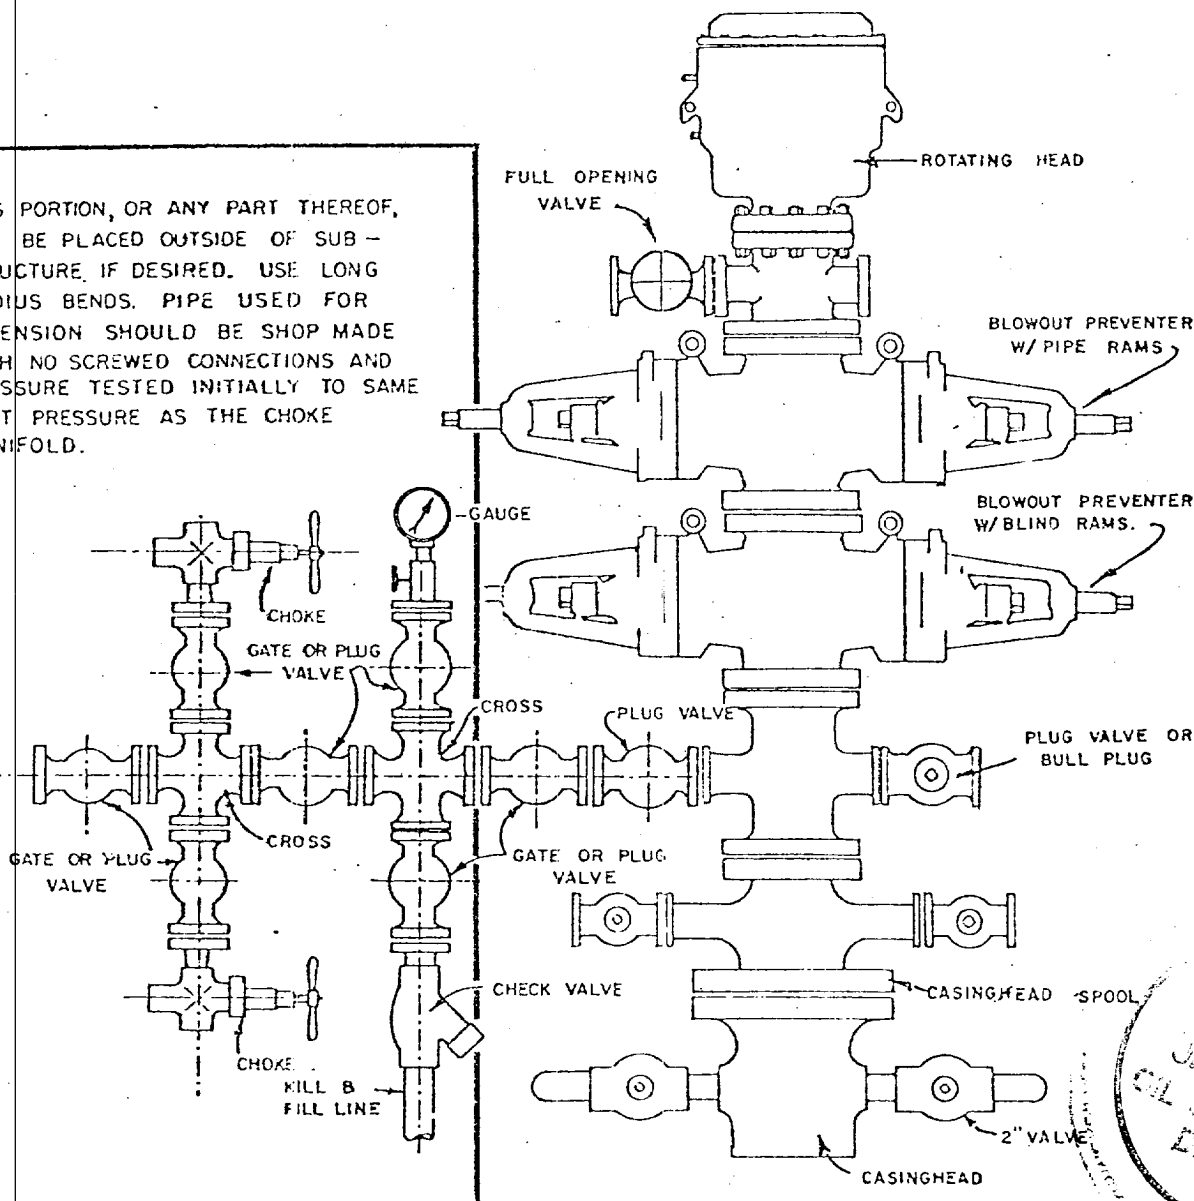 S PORTION, OR ANY PART THEREOF,
BE PLACED OUTSIDE OF SUB-
UCTURE IF DESIRED. USE LONG
DIUS BENDS. PIPE USED FOR
ENSION SHOULD BE SHOP MADE
H NO SCREWED CONNECTIONS AND
SSURE TESTED INITIALLY TO SAME
T PRESSURE AS THE CHOKE
NIFOLD.
ROTATING HEAD
FULL OPENING
VALVE
BLOWOUT PREVENTER
W/ PIPE RAMS
BLOWOUT PREVENTER
W/ BLIND RAMS.
GAUGE
CHOKE
GATE OR PLUG
VALVE
CROSS
PLUG VALVE
PLUG VALVE OR
BULL PLUG
CROSS
GATE OR PLUG
VALVE
GATE OR PLUG
VALVE
CHECK VALVE
CASINGHEAD SPOOL
CHOKE
KILL &
FILL LINE
2" VALVE
CASINGHEAD
OIL